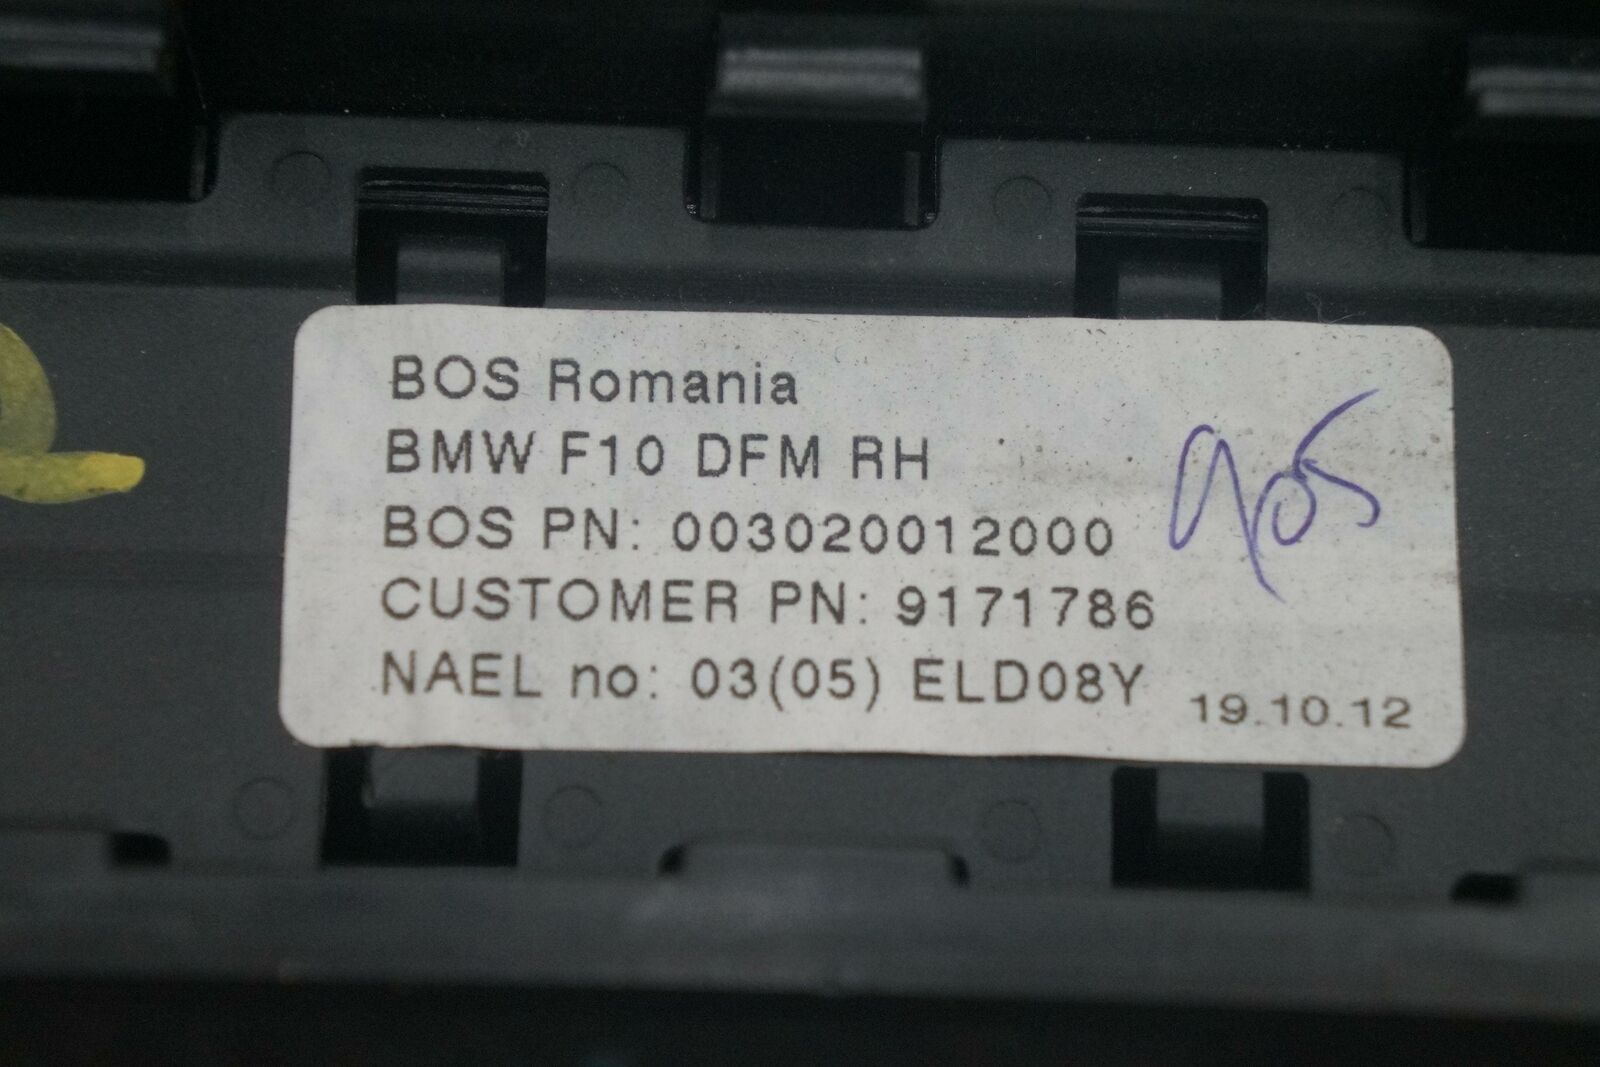 BOS Romania
BMW F10 DFM RH
BOS PN: 003020012000
CUSTOMER PN: 9171786
NAEL no: 03(05) ELD08Y
19.10.12
905